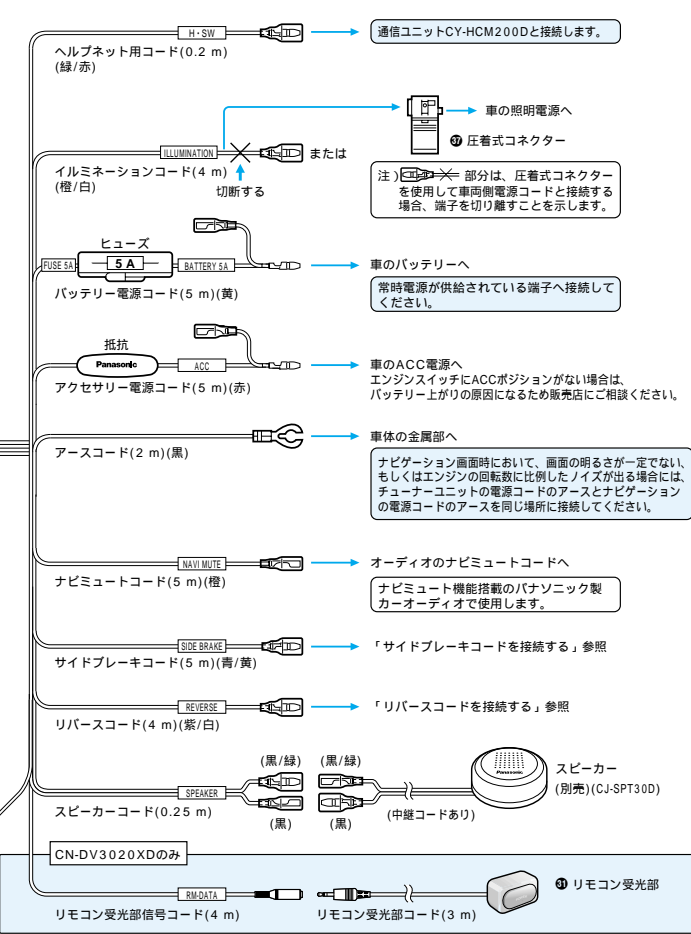 H・SW
通信ユニットCY-HCM200Dと接続します。
ヘルプネット用コード(0.2 m)
(緑/赤)
車の照明電源へ
37 圧着式コネクター
ILLUMINATION
または
イルミネーションコード(4 m)
(橙/白)
切断する
注) 部分は、圧着式コネクター
を使用して車両側電源コードと接続する
場合、端子を切り離すことを示します。
ヒューズ
FUSE 5A
5 A
BATTERY 5A
車のバッテリーへ
バッテリー電源コード(5 m)(黄)
常時電源が供給されている端子へ接続して
ください。
抵抗
Panasonic
ACC
車のACC電源へ
アクセサリー電源コード(5 m)(赤)
エンジンスイッチにACCポジションがない場合は、
バッテリー上がりの原因になるため販売店にご相談ください。
アースコード(2 m)(黒)
車体の金属部へ
ナビゲーション画面時において、画面の明るさが一定でない、
もしくはエンジンの回転数に比例したノイズが出る場合には、
チューナーユニットの電源コードのアースとナビゲーション
の電源コードのアースを同じ場所に接続してください。
NAVI MUTE
オーディオのナビミュートコードへ
ナビミュートコード(5 m)(橙)
ナビミュート機能搭載のパナソニック製
カーオーディオで使用します。
SIDE BRAKE
「サイドブレーキコードを接続する」参照
サイドブレーキコード(5 m)(青/黄)
REVERSE
「リバースコードを接続する」参照
リバースコード(4 m)(紫/白)
(黒/緑)
(黒/緑)
SPEAKER
スピーカーコード(0.25 m)
(黒)
(黒)
(中継コードあり)
Panasonic
スピーカー
(別売)(CJ-SPT30D)
CN-DV3020XDのみ
RM-DATA
リモコン受光部信号コード(4 m)
リモコン受光部コード(3 m)
31 リモコン受光部